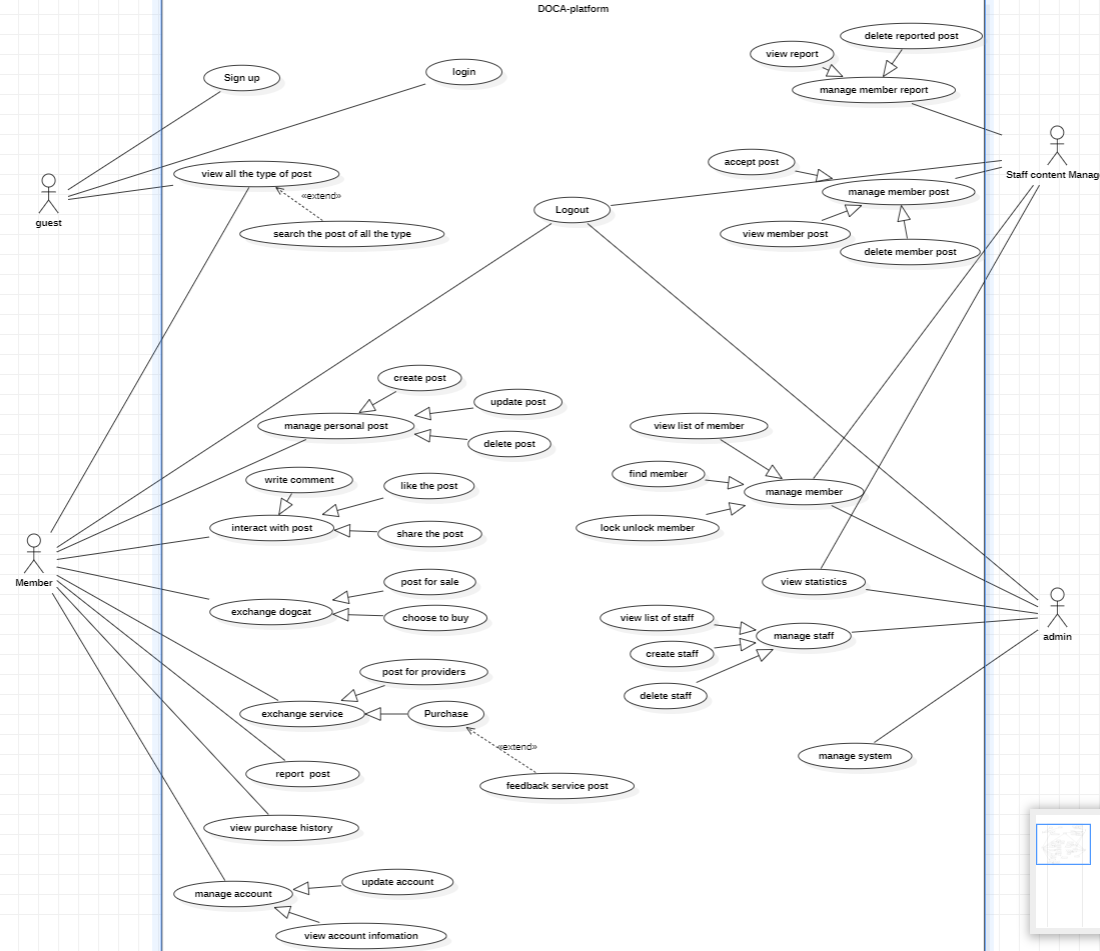 DOCA-platform
delete reported post
view report
login
Sign up
manage member report
accept post
view all the type of post
Staff content Manag
manage member post
«extend»
Logout
guest
search the post of all the type
view member post
delete member post
create post
update post
manage personal post
view list of member
delete post
write comment
find member
like the post
manage member
interact with post
lock unlock member
share the post
Member
post for sale
view statistics
exchange dogcat
choose to buy
view list of staff
manage staff
admin
create staff
post for providers
delete staff
exchange service
Purchase
«extend»
manage system
report post
feedback service post
view purchase history
update account
manage account
view account infomation